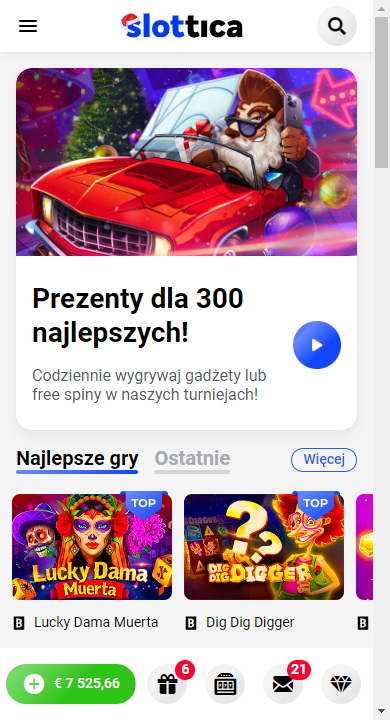 slottica
Prezenty dla 300
najlepszych!
Codziennie wygrywaj gadżety lub
free spiny w naszych turniejach!
Najlepsze gry
Ostatnie
Więcej
TOP
TOP
Lucky Dama
Muerta
DIG
DIG DIGGER
B Lucky Dama Muerta
B Dig Dig Digger
B
€ 7 525,66
6
21